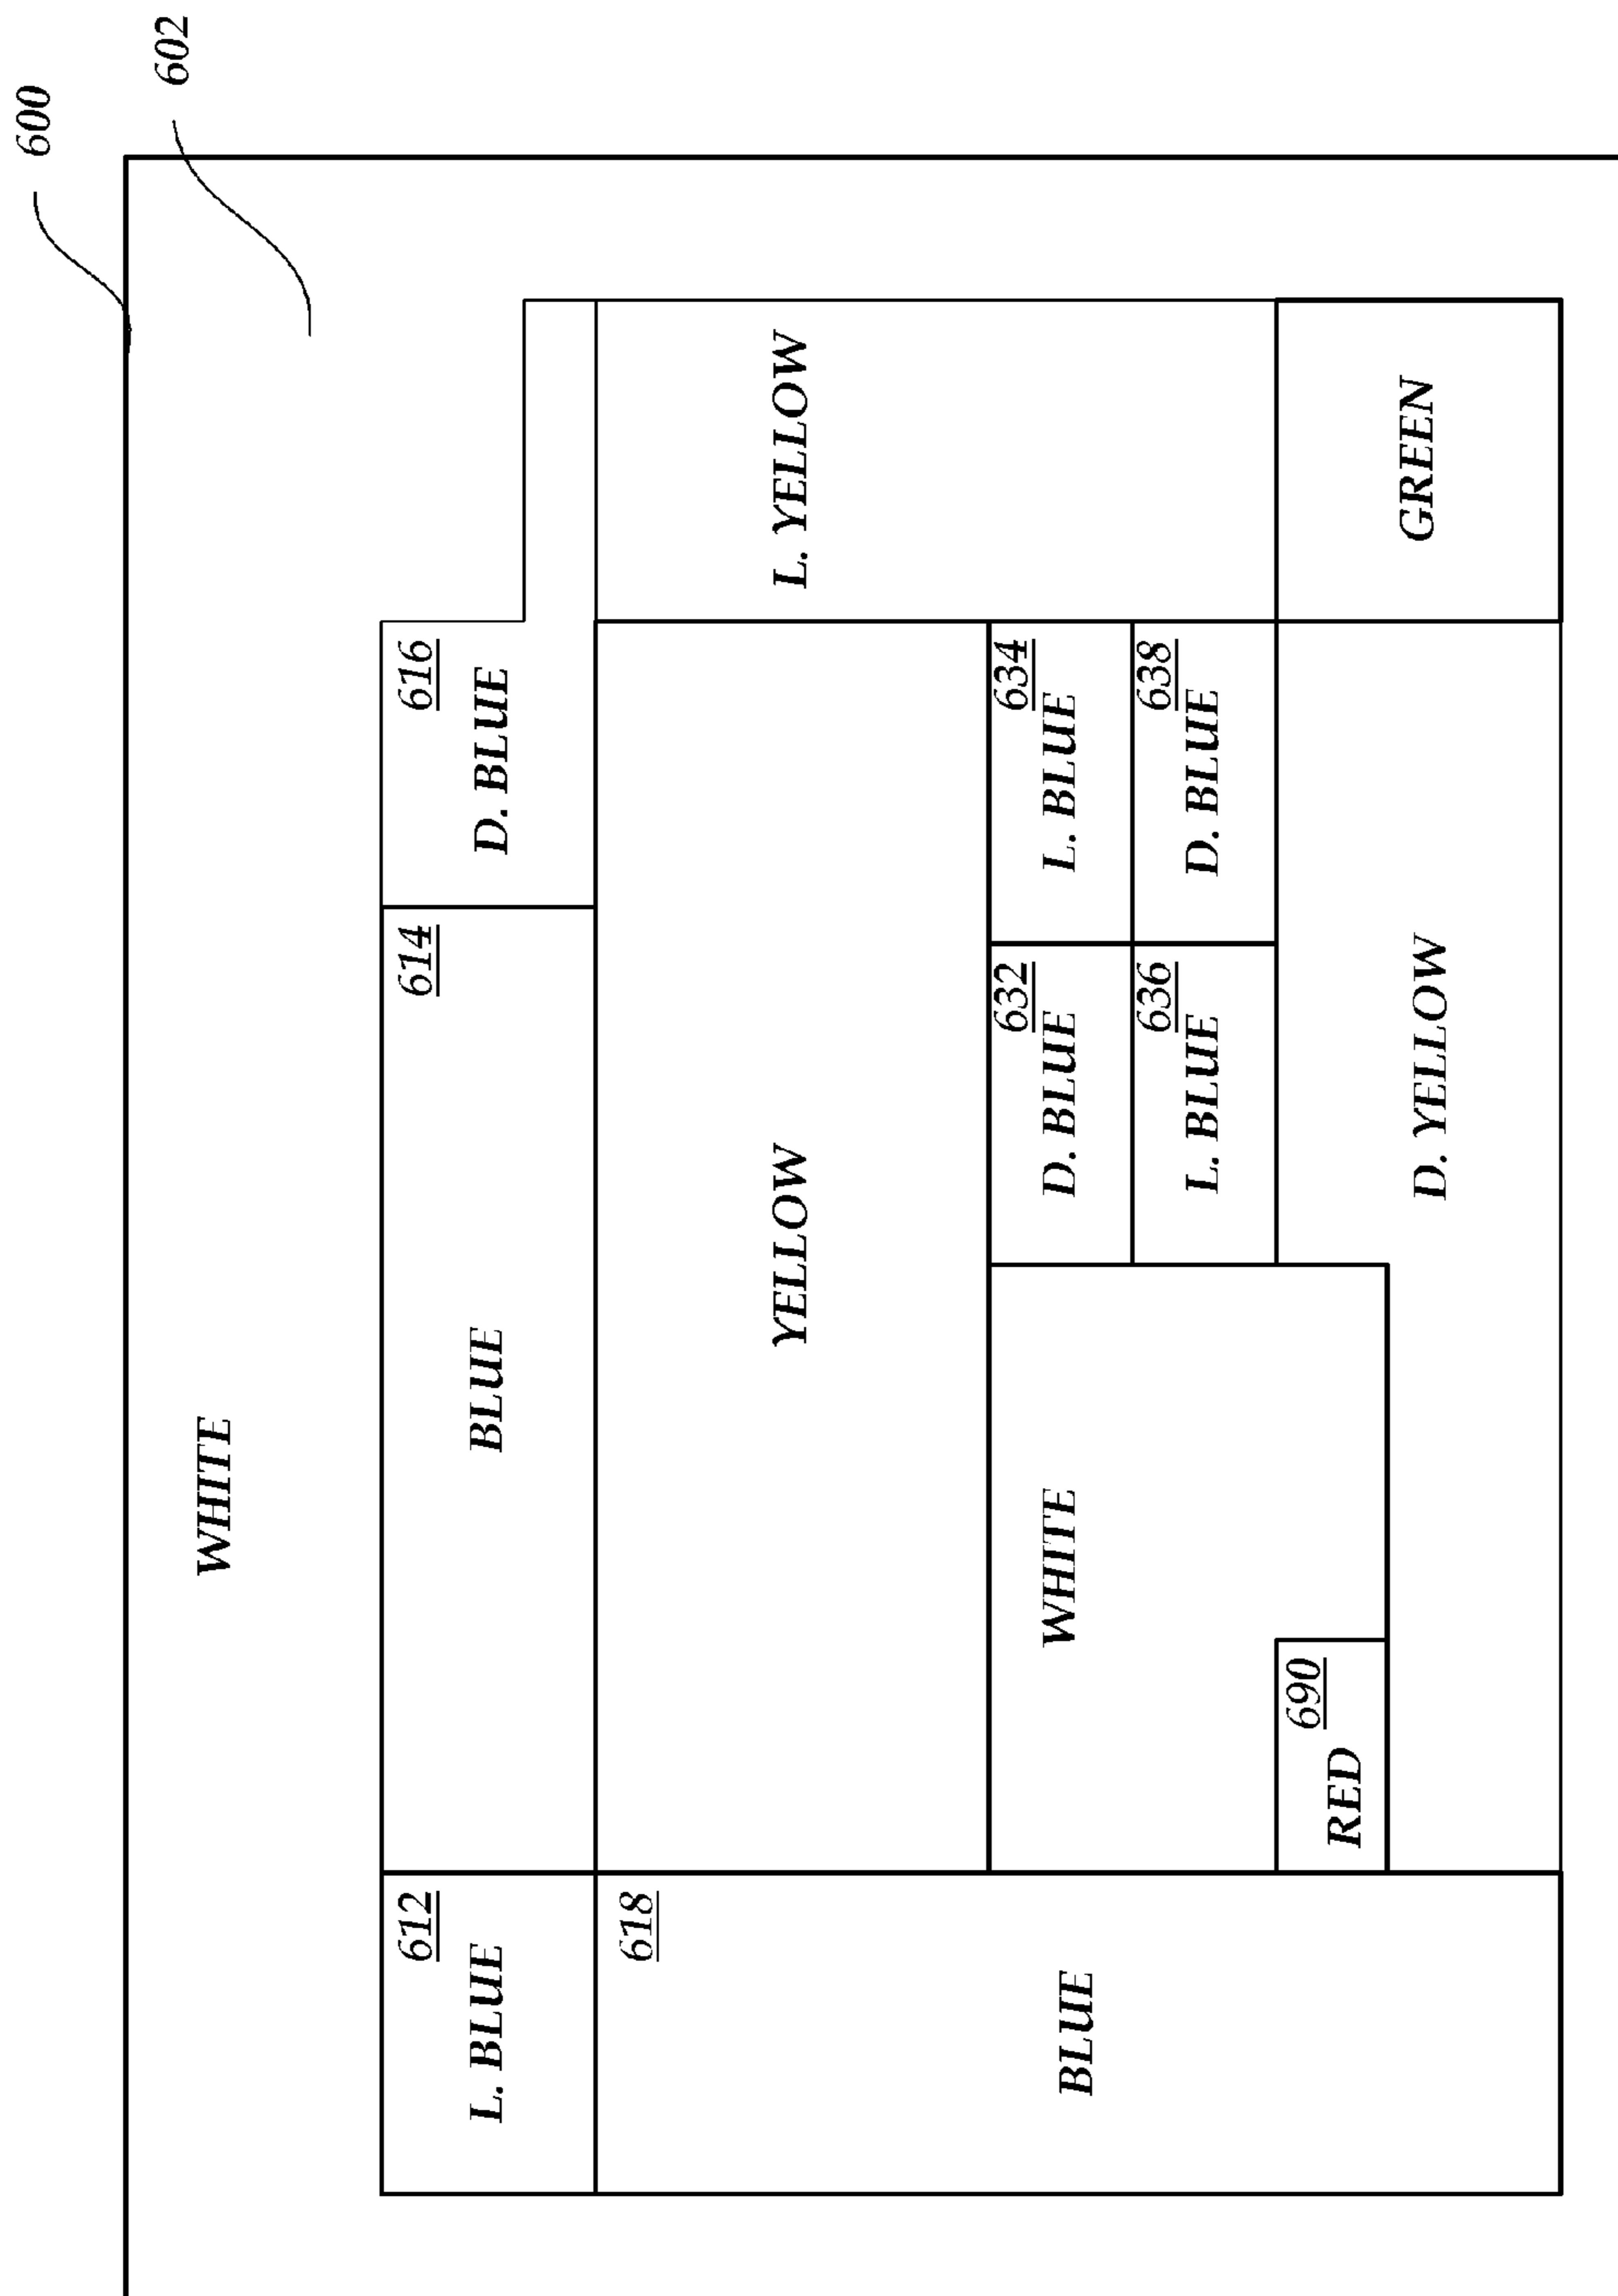 600
602
WHITE
612
L. BLUE
614
BLUE
616
D. BLUE
618
BLUE
YELLOW
L. YELLOW
WHITE
632
D. BLUE
634
L. BLUE
636
L. BLUE
638
D. BLUE
690
RED
D. YELLOW
GREEN